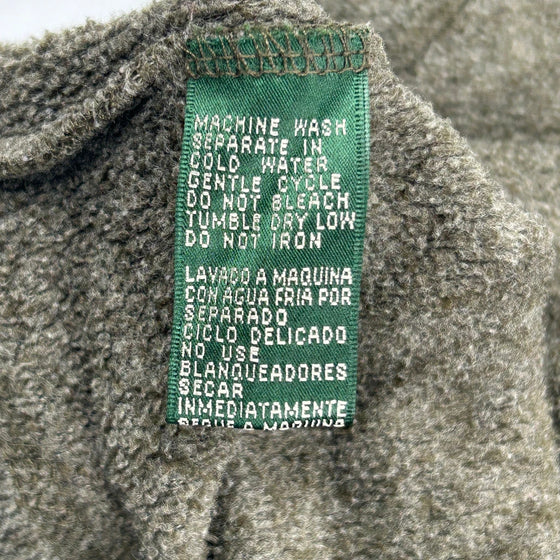 MACHINE WASH
SEPARATE IN
COLD WATER
GENTLE CYCLE
DO NOT BLEACH
TUMBLE DRY LOW
DO NOT IRON
LAVADO A MAQUINA
CON AGUA FRIA POR
SEPARADO
CICLO DELICADO
NO USE
BLANQUEADORES
SECAR
INMEDIATAMENTE
A MAQUINA